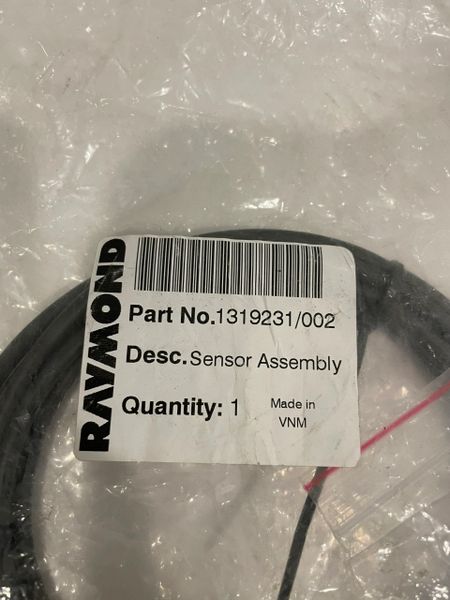 RAYMOND
Part No.1319231/002
Desc.Sensor Assembly
Quantity: 1
Made in
VNM